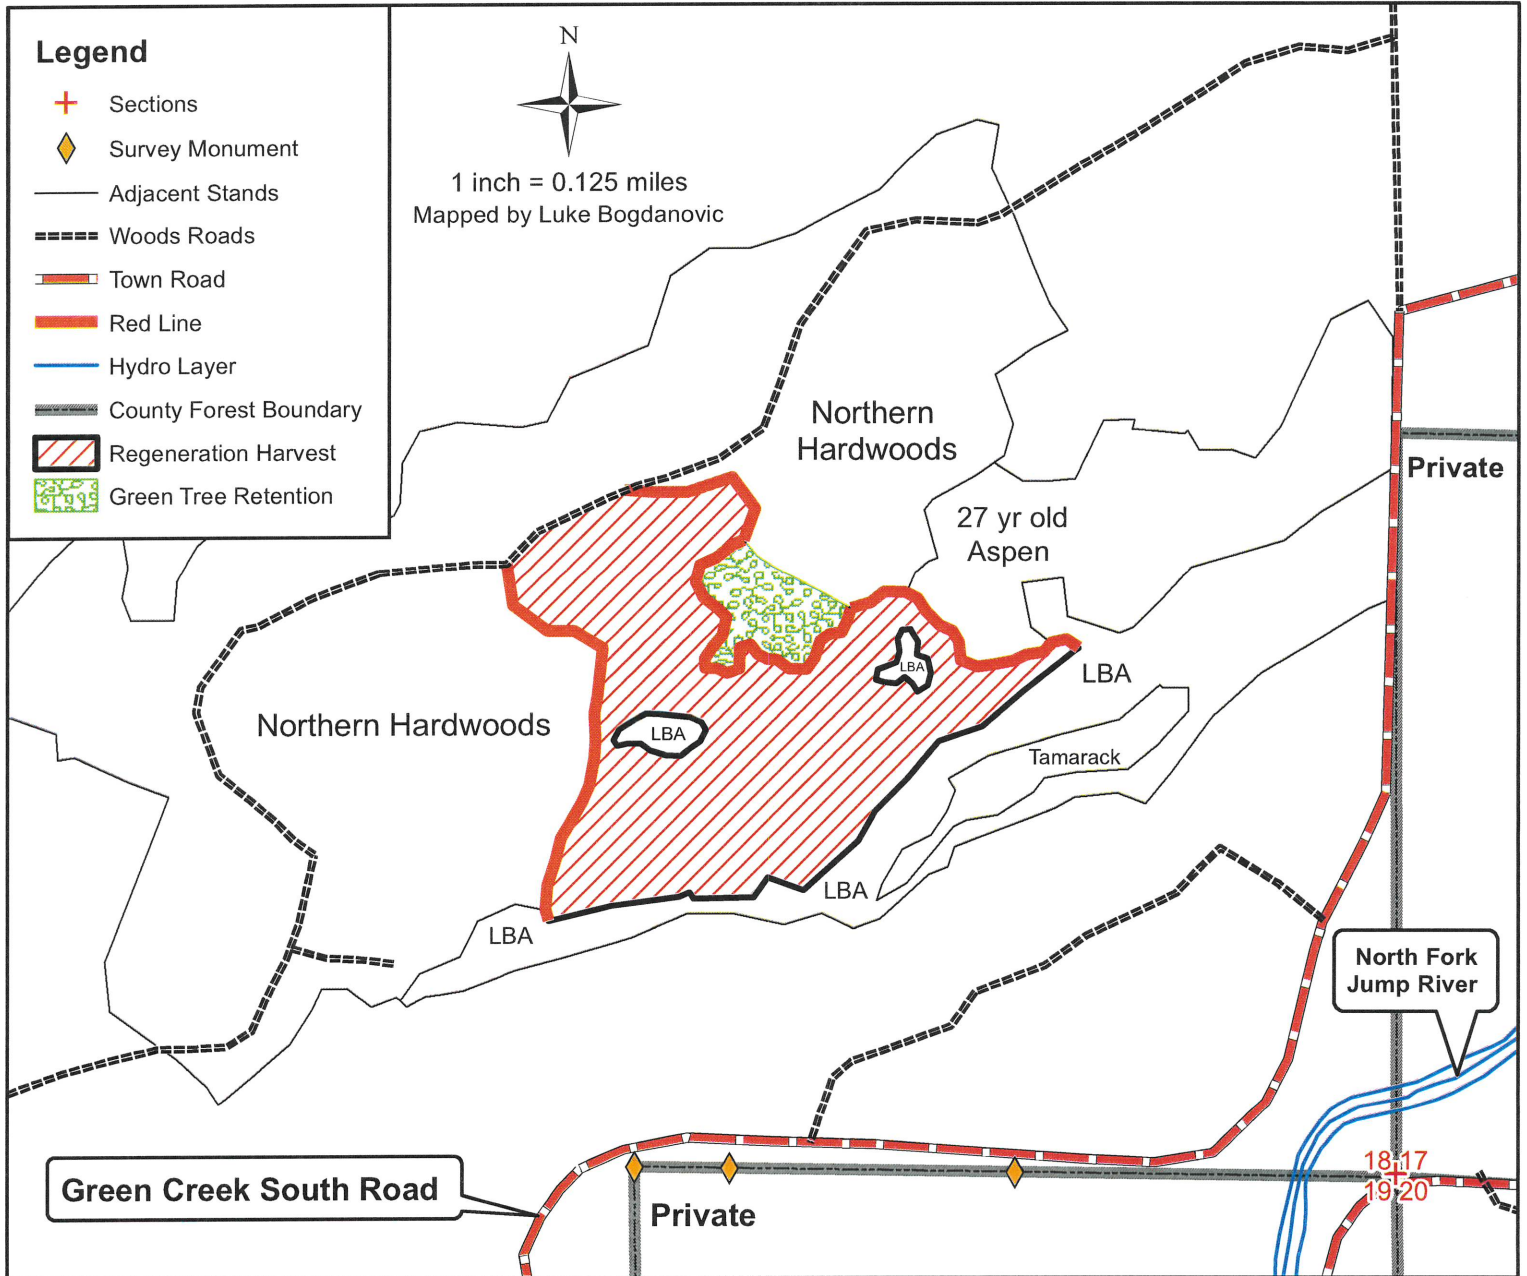 Legend
Sections
Survey Monument
Adjacent Stands
Woods Roads
Town Road
Red Line
Hydro Layer
County Forest Boundary
Regeneration Harvest
Green Tree Retention
N
1 inch = 0.125 miles
Mapped by Luke Bogdanovic
Northern
Hardwoods
Private
27 yr old
Aspen
LBA
LBA
Northern Hardwoods
LBA
Tamarack
LBA
LBA
North Fork
Jump River
18 17
19 20
Green Creek South Road
Private